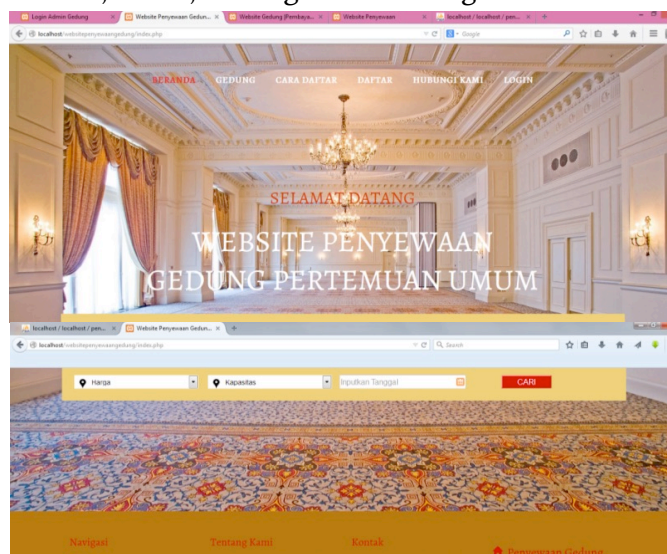 Login Admin Gedung
Website Penyewaan Gedun...
Website Gedung |Pembaya...
Website Penyewaan
localhost / localhost / pen...
localhost/websitepenyewaangedung/index.php
Google
BERANDA GEDUNG CARA DAFTAR DAFTAR HUBUNGI KAMI LOGIN
SELAMAT DATANG
WEBSITE PENYEWAAN
GEDUNG PERTEMUAN UMUM
localhost / localhost / pen...
Website Penyewaan Gedun...
localhost/websitepenyewaangedung/index.php
Search
Harga Kapasitas Inputkan Tanggal CARI
Navigasi Tentang Kami Kontak Penyewaan Gedung